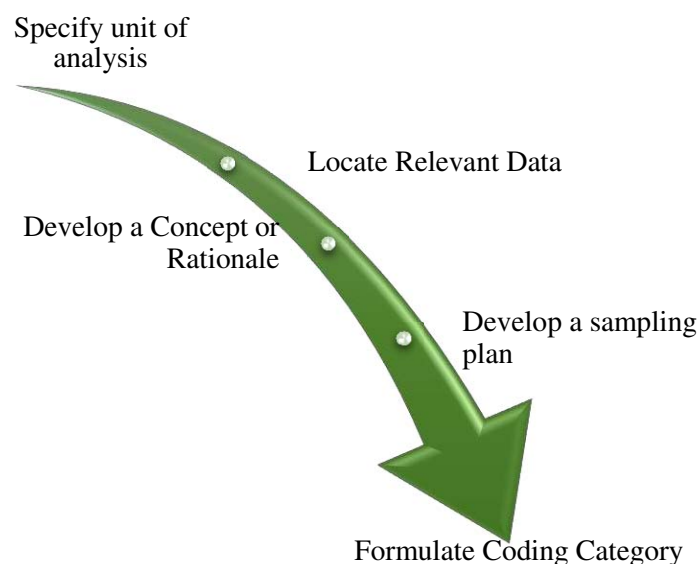 Specify unit of
analysis
Locate Relevant Data
Develop a Concept or
Rationale
Develop a sampling
plan
Formulate Coding Category